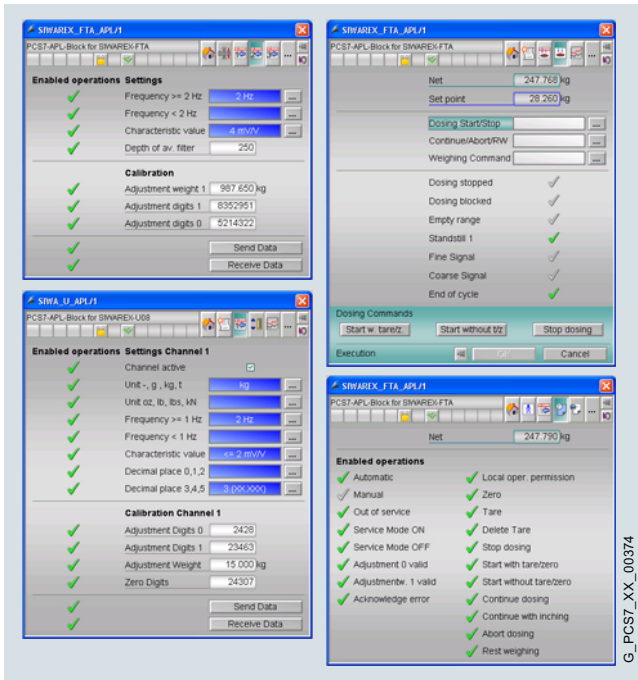 SIWAREX_FTA_APL/1
PCS7-APL-Block for SIWAREX-FTA
...
Enabled operations Settings
Frequency >= 2 Hz 2 Hz ...
Frequency < 2 Hz ...
Characteristic value 4 mV/V ...
Depth of av. filter 250
Calibration
Adjustment weight 1 987.650 kg
Adjustment digits 1 8352951
Adjustment digits 0 5214322
Send Data
Receive Data
SIWA_U_APL/1
PCS7-APL-Block for SIWAREX-U08
...
Enabled operations Settings Channel 1
Channel active
Unit -, g , kg, t kg ...
Unit oz, lb, lbs, kN ...
Frequency >= 1 Hz 2 Hz ...
Frequency < 1 Hz ...
Characteristic value <= 2 mV/V ...
Decimal place 0,1,2 ...
Decimal place 3,4,5 3 (XX.XXX) ...
Calibration Channel 1
Adjustment Digits 0 2428
Adjustment Digits 1 23463
Adjustment Weight 15.000 kg
Zero Digits 24307
Send Data
Receive Data
SIWAREX_FTA_APL/1
PCS7-APL-Block for SIWAREX-FTA
...
Net 247.768 kg
Set point 28.260 kg
Dosing Start/Stop ...
Continue/Abort/RW ...
Weighing Command ...
Dosing stopped
Dosing blocked
Empty range
Standstill 1
Fine Signal
Coarse Signal
End of cycle
Dosing Commands
Start w. tare/z. Start without t/z Stop dosing
Execution OK Cancel
SIWAREX_FTA_APL/1
PCS7-APL-Block for SIWAREX-FTA
...
Net 247.790 kg
Enabled operations
Automatic Local oper. permission
Manual Zero
Out of service Tare
Service Mode ON Delete Tare
Service Mode OFF Stop dosing
Adjustment 0 valid Start with tare/zero
Adjustmentw. 1 valid Start without tare/zero
Acknowledge error Continue dosing
Continue with inching
Abort dosing
Rest weighing
G_PCS7_XX_00374